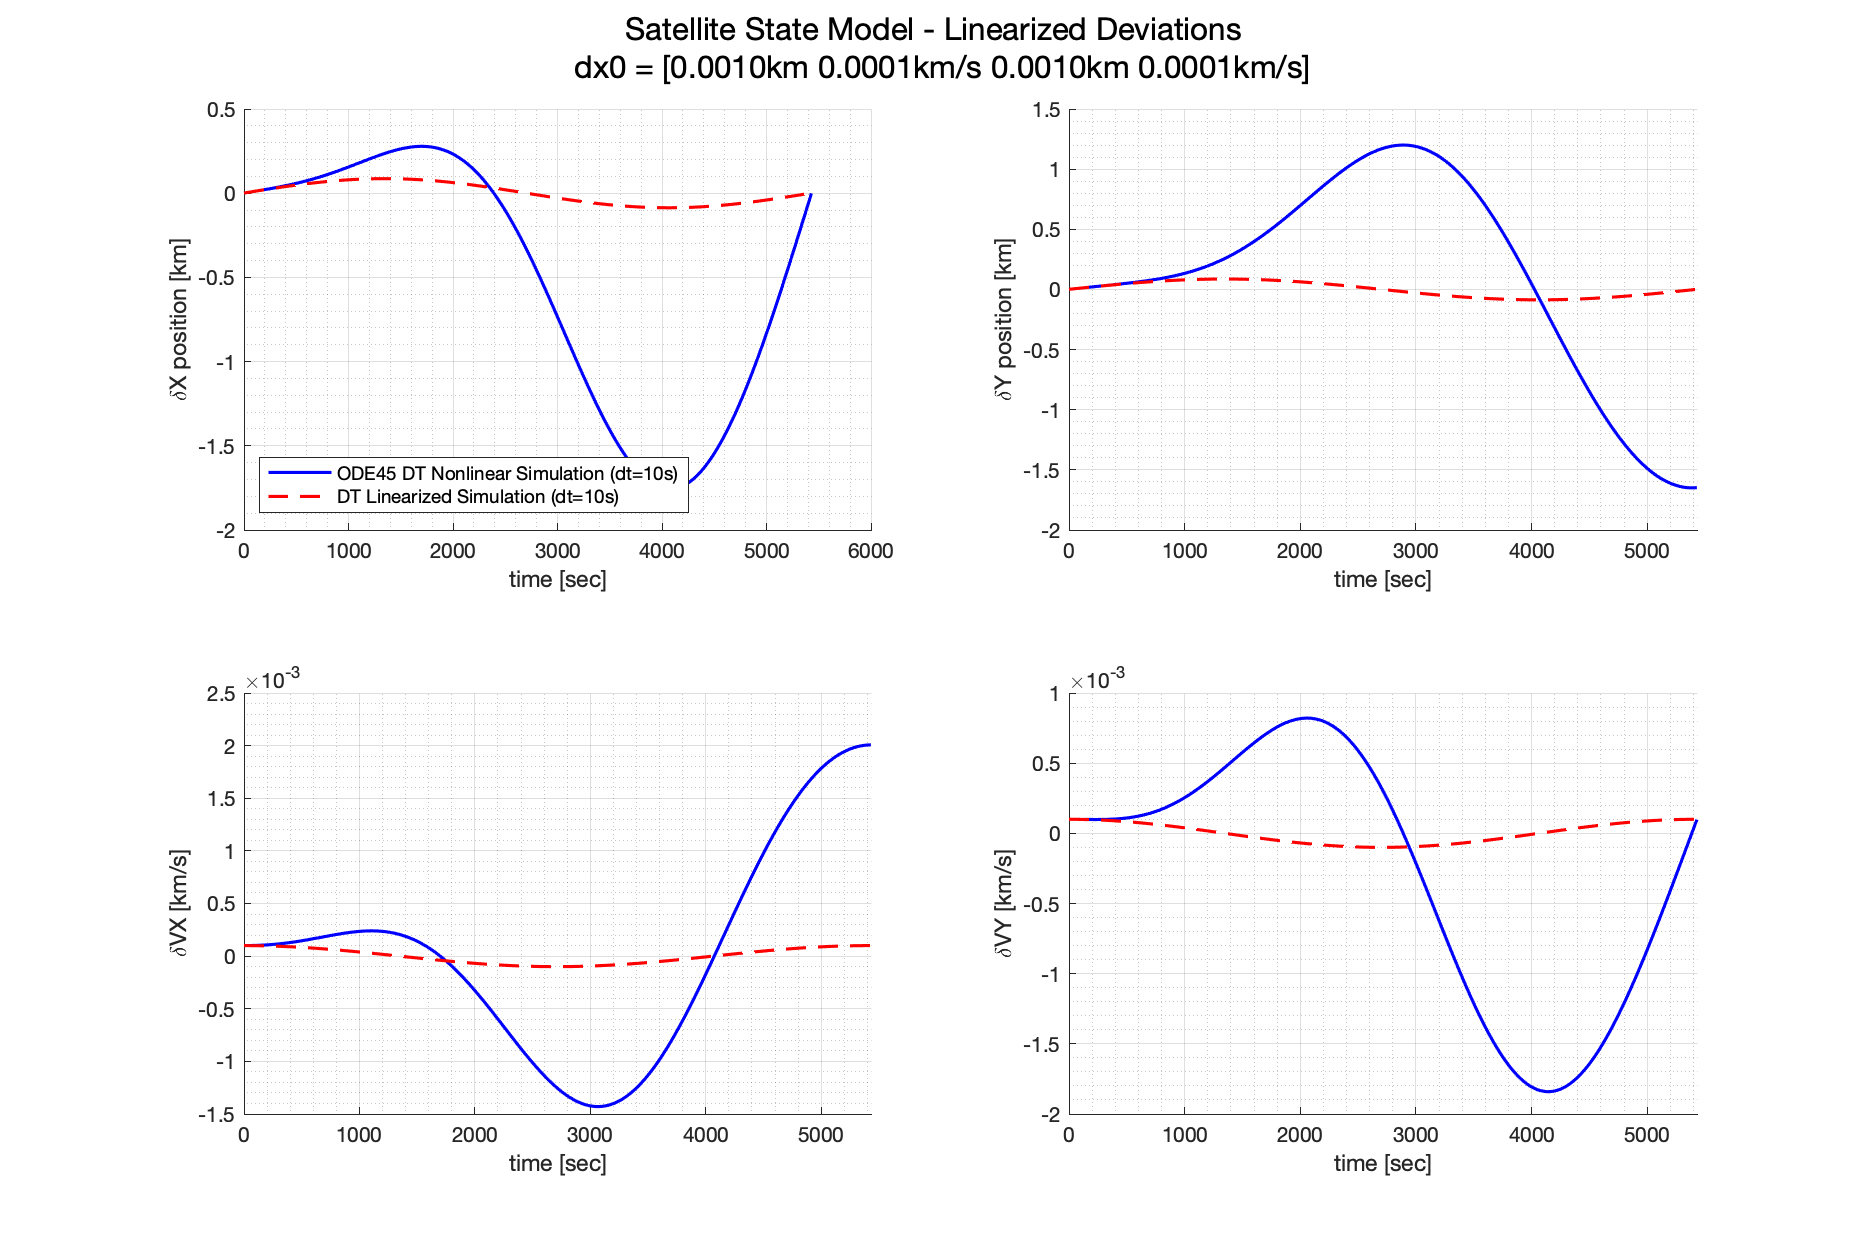 Satellite State Model - Linearized Deviations
dx0 = [0.0010km 0.0001km/s 0.0010km 0.0001km/s]
0.5
0
-0.5
-1
-1.5
-2
δX position [km]
ODE45 DT Nonlinear Simulation (dt=10s)
DT Linearized Simulation (dt=10s)
0 1000 2000 3000 4000 5000 6000
time [sec]
1.5
1
0.5
0
-0.5
-1
-1.5
-2
δY position [km]
0 1000 2000 3000 4000 5000
time [sec]
×10-3
2.5
2
1.5
1
0.5
0
-0.5
-1
-1.5
δVX [km/s]
0 1000 2000 3000 4000 5000
time [sec]
×10-3
1
0.5
0
-0.5
-1
-1.5
-2
δVY [km/s]
0 1000 2000 3000 4000 5000
time [sec]